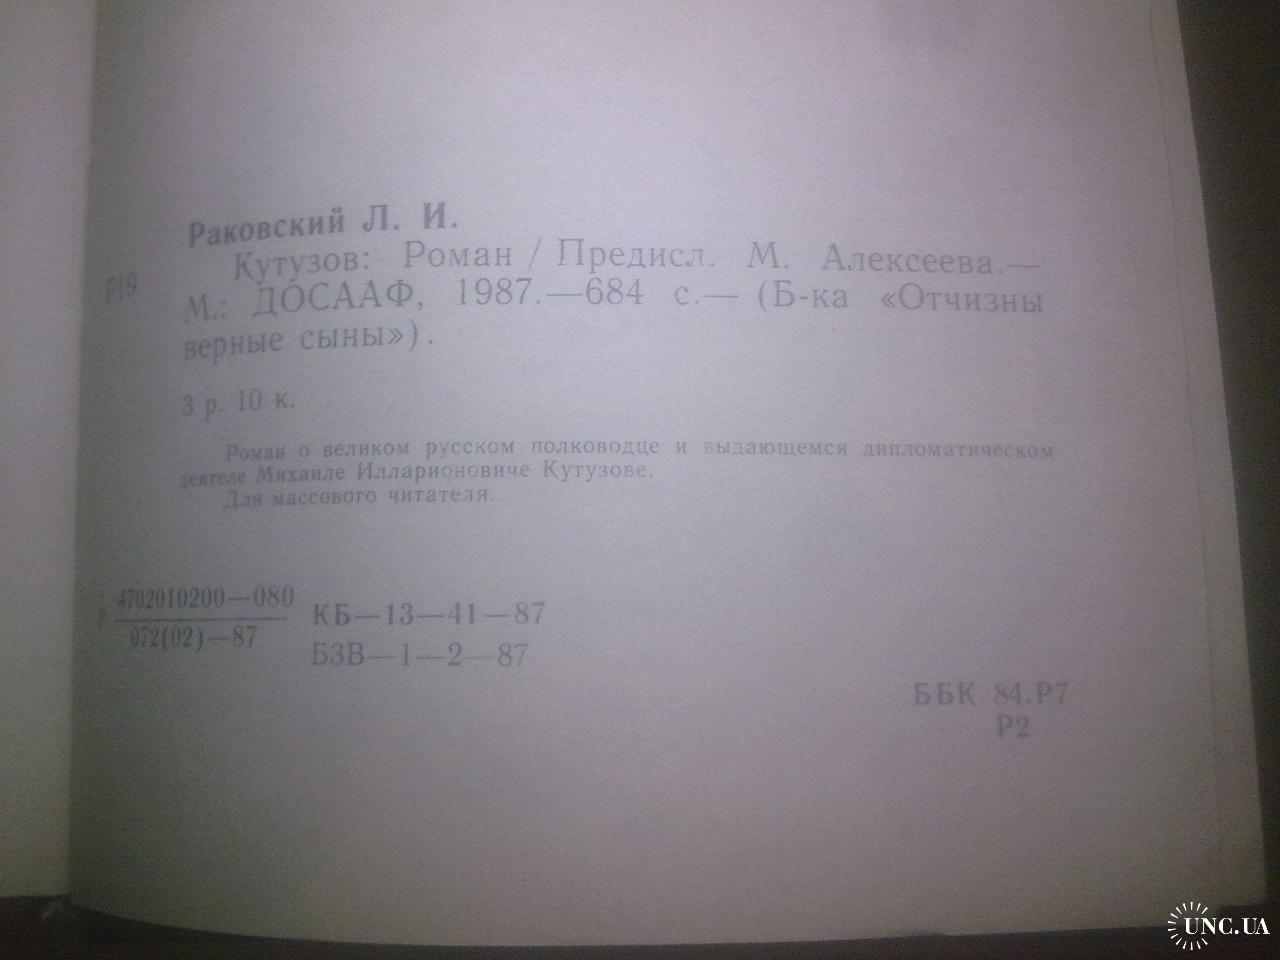 Раковский Л. И.
Р19
Кутузов: Роман / Предисл. М. Алексеева.—
М.: ДОСААФ, 1987.—684 с.— (Б-ка «Отчизны
верные сыны»).
3 р. 10 к.
Роман о великом русском полководце и выдающемся дипломатическом
деятеле Михаиле Илларионовиче Кутузове.
Для массового читателя.
Р 4702010200—080
072(02)—87
КБ—13—41—87
БЗВ—1—2—87
ББК 84.Р7
Р2
UNC.UA